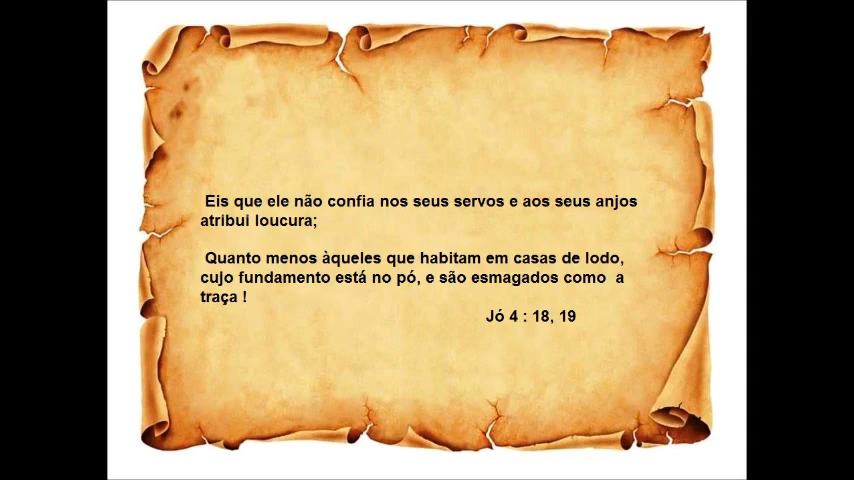 Eis que ele não confia nos seus servos e aos seus anjos
atribui loucura;
Quanto menos àqueles que habitam em casas de lodo,
cujo fundamento está no pó, e são esmagados como a
traça !
Jó 4 : 18, 19